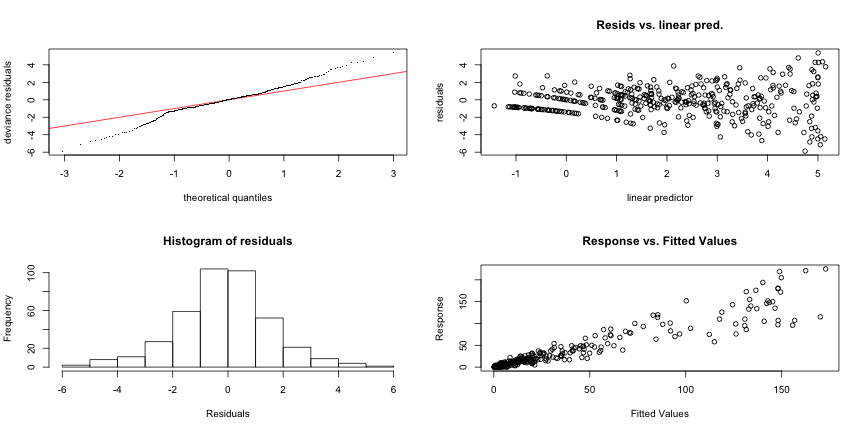 deviance residuals
-6 -4 -2 0 2 4
-3 -2 -1 0 1 2 3
theoretical quantiles
Resids vs. linear pred.
residuals
-6 -4 -2 0 2 4
-1 0 1 2 3 4 5
linear predictor
Histogram of residuals
Frequency
0 20 60 100
-6 -4 -2 0 2 4 6
Residuals
Response vs. Fitted Values
Response
0 50 150
0 50 100 150
Fitted Values